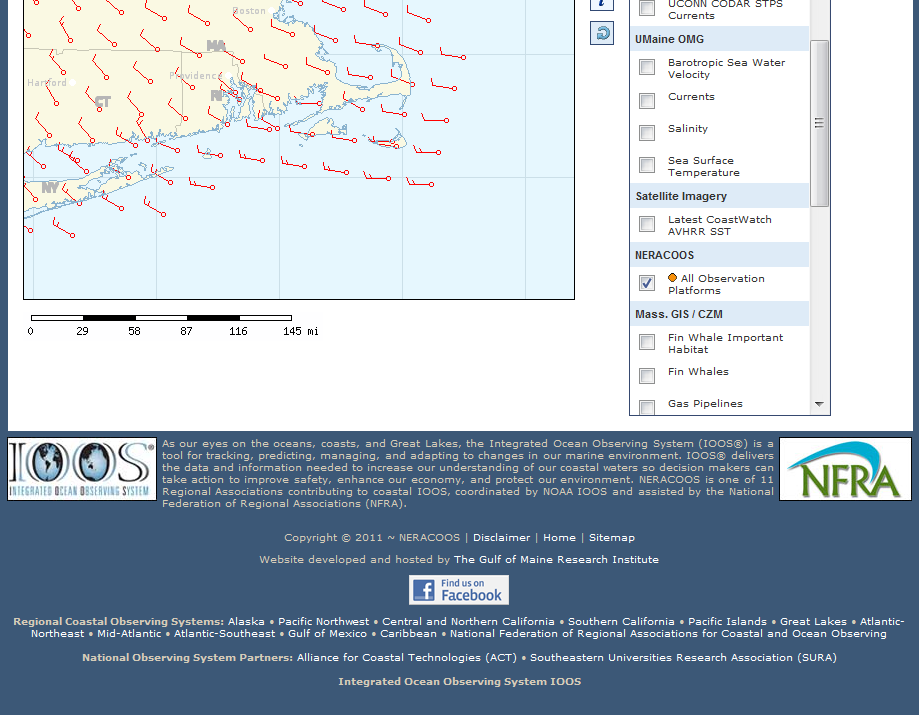 Boston
MA
Hartford
Providence
CT
RI
NY
0 29 58 87 116 145 mi
i
UCONN CODAR STPS
Currents
UMaine OMG
Barotropic Sea Water
Velocity
Currents
Salinity
Sea Surface
Temperature
Satellite Imagery
Latest CoastWatch
AVHRR SST
NERACOOS
All Observation
Platforms
Mass. GIS / CZM
Fin Whale Important
Habitat
Fin Whales
Gas Pipelines
IOOS®
INTEGRATED OCEAN OBSERVING SYSTEM
As our eyes on the oceans, coasts, and Great Lakes, the Integrated Ocean Observing System (IOOS®) is a
tool for tracking, predicting, managing, and adapting to changes in our marine environment. IOOS® delivers
the data and information needed to increase our understanding of our coastal waters so decision makers can
take action to improve safety, enhance our economy, and protect our environment. NERACOOS is one of 11
Regional Associations contributing to coastal IOOS, coordinated by NOAA IOOS and assisted by the National
Federation of Regional Associations (NFRA).
NFRA
Copyright © 2011 ~ NERACOOS | Disclaimer | Home | Sitemap
Website developed and hosted by The Gulf of Maine Research Institute
Find us on
Facebook
Regional Coastal Observing Systems: Alaska • Pacific Northwest • Central and Northern California • Southern California • Pacific Islands • Great Lakes • Atlantic-
Northeast • Mid-Atlantic • Atlantic-Southeast • Gulf of Mexico • Caribbean • National Federation of Regional Associations for Coastal and Ocean Observing
National Observing System Partners: Alliance for Coastal Technologies (ACT) • Southeastern Universities Research Association (SURA)
Integrated Ocean Observing System IOOS